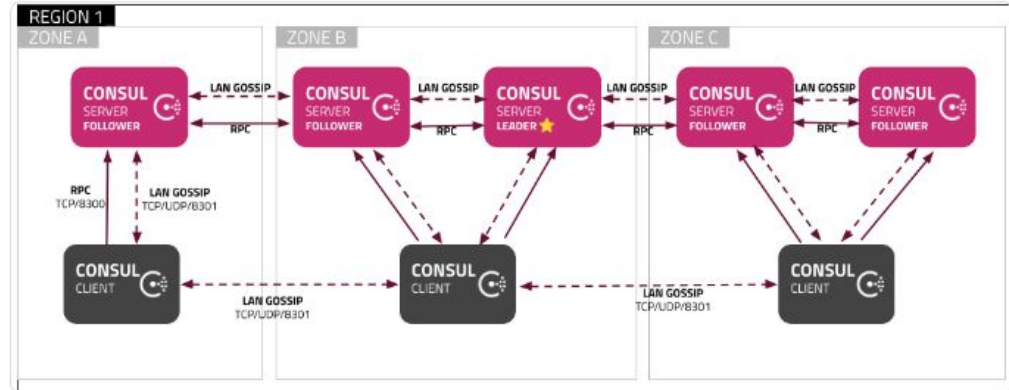 REGION 1
ZONE A
ZONE B
ZONE C
CONSUL
SERVER
FOLLOWER
LAN GOSSIP
RPC
CONSUL
SERVER
FOLLOWER
LAN GOSSIP
RPC
CONSUL
SERVER
LEADER
LAN GOSSIP
RPC
CONSUL
SERVER
FOLLOWER
LAN GOSSIP
RPC
CONSUL
SERVER
FOLLOWER
RPC
TCP/8300
LAN GOSSIP
TCP/UDP/8301
CONSUL
CLIENT
LAN GOSSIP
TCP/UDP/8301
CONSUL
CLIENT
LAN GOSSIP
TCP/UDP/8301
CONSUL
CLIENT